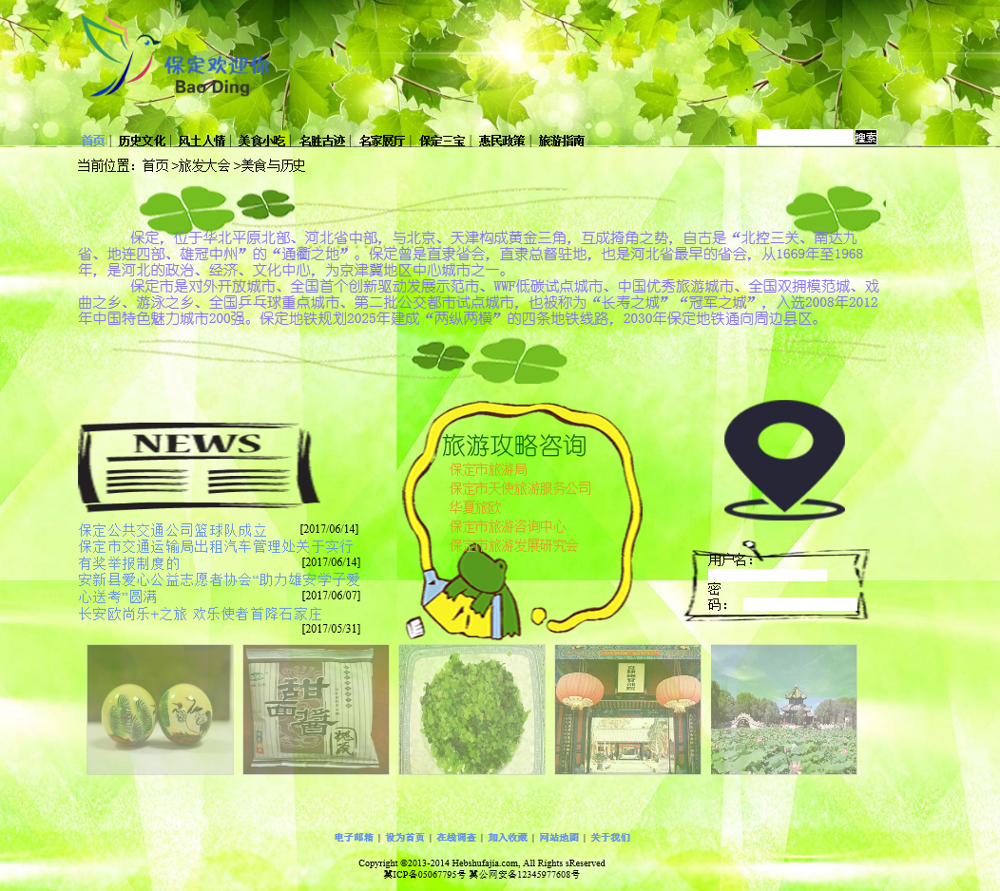 保定欢迎你
Bao Ding
首页 | 历史文化 | 风土人情 | 美食小吃 | 名胜古迹 | 名家展厅 | 保定三宝 | 惠民政策 | 旅游指南
搜索
当前位置：首页 >旅发大会 >美食与历史
保定，位于华北平原北部、河北省中部，与北京、天津构成黄金三角，互成掎角之势，自古是“北控三关、南达九
省、地连四部、雄冠中州”的“通衢之地”。保定曾是直隶省会，直隶总督驻地，也是河北省最早的省会，从1669年至1968
年，是河北的政治、经济、文化中心，为京津冀地区中心城市之一。
保定市是对外开放城市、全国首个创新驱动发展示范市、WWF低碳试点城市、中国优秀旅游城市、全国双拥模范城、戏
曲之乡、游泳之乡、全国乒乓球重点城市、第二批公交都市试点城市，也被称为“长寿之城”“冠军之城”，入选2008年2012
年中国特色魅力城市200强。保定地铁规划2025年建成“两纵两横”的四条地铁线路，2030年保定地铁通向周边县区。
NEWS
保定公共交通公司篮球队成立 [2017/06/14]
保定市交通运输局出租汽车管理处关于实行
有奖举报制度的 [2017/06/14]
安新县爱心公益志愿者协会“助力雄安学子爱
心送考”圆满 [2017/06/07]
长安欧尚乐+之旅 欢乐使者首降石家庄
[2017/05/31]
旅游攻略咨询
保定市旅游局
保定市天使旅游服务公司
华夏旅欧
保定市旅游咨询中心
保定市旅游发展研究会
用户名：
密
码：
甜
面
酱
电子邮箱 | 设为首页 | 在线调查 | 加入收藏 | 网站地图 | 关于我们
Copyright ©2013-2014 Hebshufajia.com, All Rights sReserved
冀ICP备05067795号 冀公网安备12345977608号